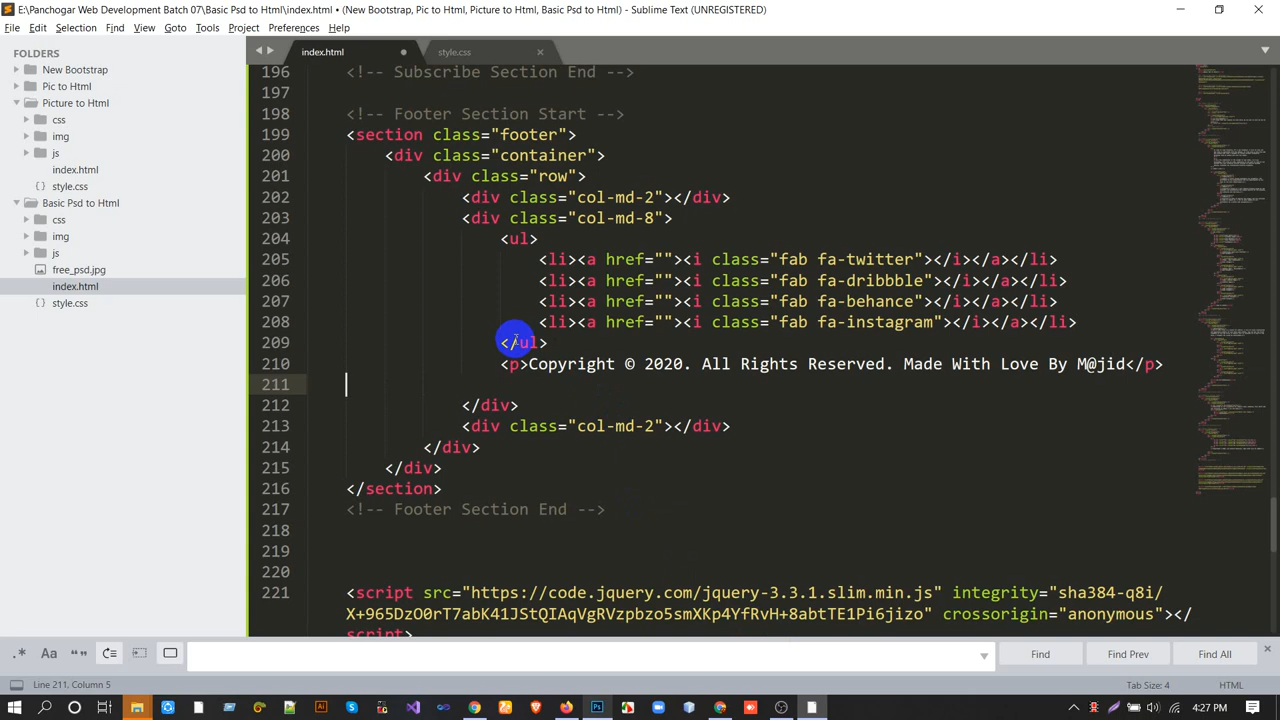 E:\Panchogar Web Development Batch 07\Basic Psd to Html\index.html • (New Bootstrap, Pic to Html, Picture to Html, Basic Psd to Html) - Sublime Text (UNREGISTERED)
File Edit Selection Find View Goto Tools Project Preferences Help
FOLDERS
New Bootstrap
Pic to Html
Picture to Html
css
img
js
index.html
style.css
Basic Psd to Html
css
img
js
free_psd.jpg
index.html
style.css
index.html
style.css
196 <!-- Subscribe Section End -->
197
198 <!-- Footer Section Start -->
199 <section class="footer">
200 <div class="container">
201 <div class="row">
202 <div class="col-md-2"></div>
203 <div class="col-md-8">
204 <ul>
205 <li><a href=""><i class="fab fa-twitter"></i></a></li>
206 <li><a href=""><i class="fab fa-dribbble"></i></a></li>
207 <li><a href=""><i class="fab fa-behance"></i></a></li>
208 <li><a href=""><i class="fab fa-instagram"></i></a></li>
209 </ul>
210 <p>Copyright © 2020. All Rights Reserved. Made With Love By M@jid</p>
211
212 </div>
213 <div class="col-md-2"></div>
214 </div>
215 </div>
216 </section>
217 <!-- Footer Section End -->
218
219
220
221 <script src="https://code.jquery.com/jquery-3.3.1.slim.min.js" integrity="sha384-q8i/
X+965DzO0rT7abK41JStQIAqVgRVzpbzo5smXKp4YfRvH+8abtTE1Pi6jizo" crossorigin="anonymous"></
script>
.* Aa “” Find Find Prev Find All
Line 211, Column 5 Tab Size: 4 HTML
4:27 PM